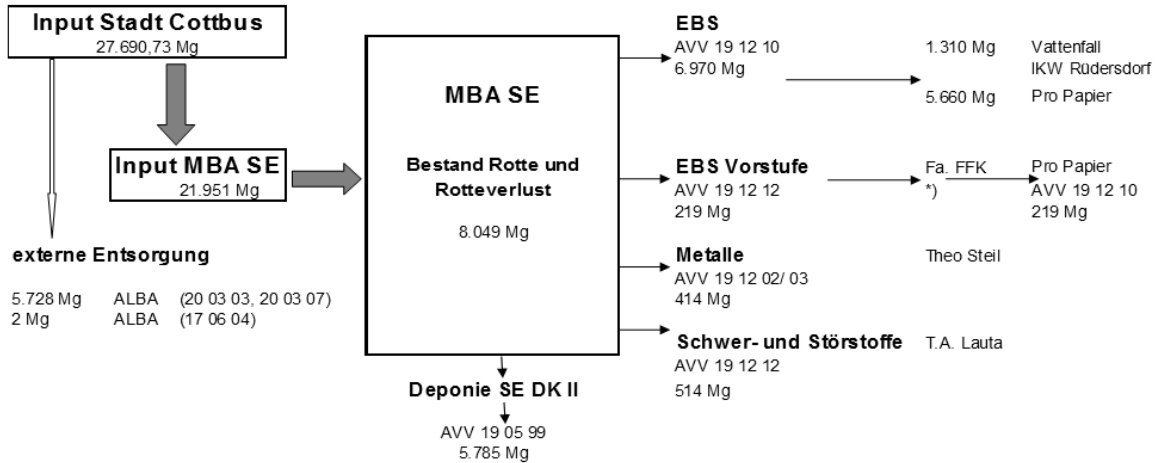 Input Stadt Cottbus
27.690,73 Mg
Input MBA SE
21.951 Mg
externe Entsorgung
5.728 Mg ALBA (20 03 03, 20 03 07)
2 Mg ALBA (17 06 04)
MBA SE
Bestand Rotte und
Rotteverlust
8.049 Mg
Deponie SE DK II
AVV 19 05 99
5.785 Mg
EBS
AVV 19 12 10
6.970 Mg
1.310 Mg Vattenfall
IKW Rüdersdorf
5.660 Mg Pro Papier
EBS Vorstufe
AVV 19 12 12
219 Mg
Fa. FFK
*)
Pro Papier
AVV 19 12 10
219 Mg
Metalle
AVV 19 12 02/ 03
414 Mg
Theo Steil
Schwer- und Störstoffe
AVV 19 12 12
514 Mg
T.A. Lauta